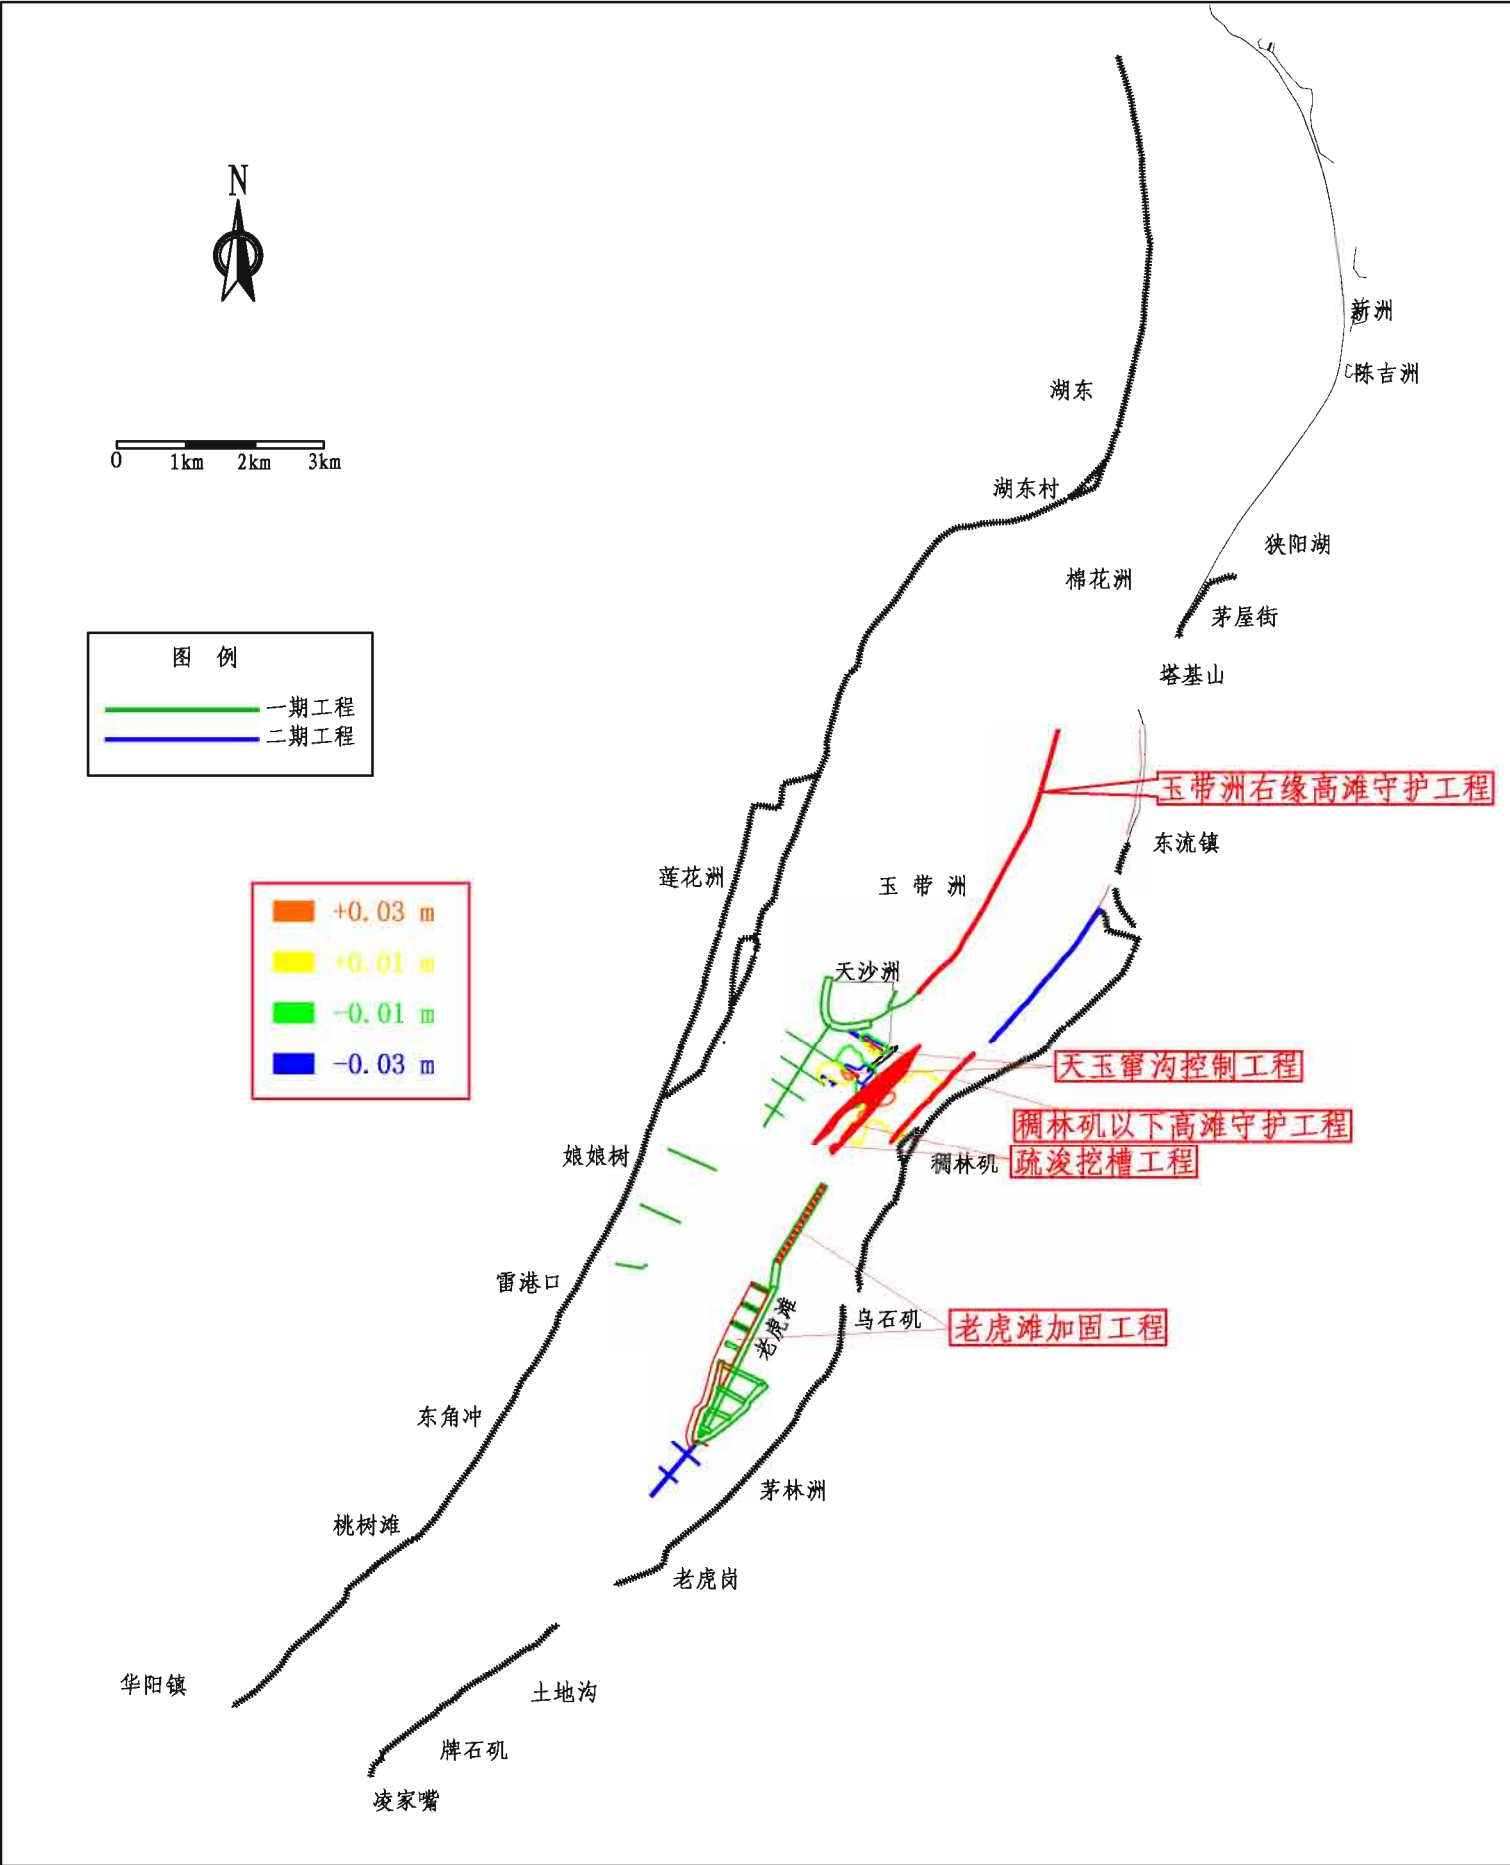 N
新洲
陈吉洲
湖东
0 1km 2km 3km
湖东村
狭阳湖
棉花洲
茅屋街
图 例
塔基山
一期工程
二期工程
玉带洲右缘高滩守护工程
东流镇
莲花洲
玉带洲
+0.03 m
+0.01 m
-0.01 m
-0.03 m
天沙洲
天玉窜沟控制工程
稠林矶以下高滩守护工程
娘娘树
稠林矶
疏浚挖槽工程
雷港口
老虎滩
乌石矶
老虎滩加固工程
东角冲
茅林洲
桃树滩
老虎岗
华阳镇
土地沟
牌石矶
凌家嘴